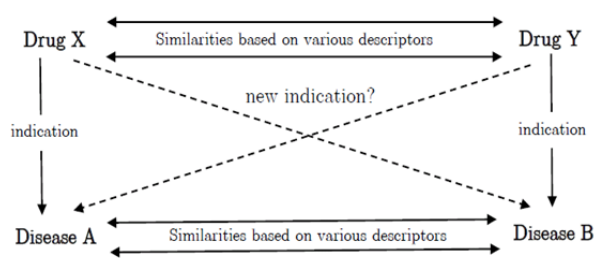 Drug X
Similarities based on various descriptors
Drug Y
new indication?
indication
indication
Disease A
Similarities based on various descriptors
Disease B